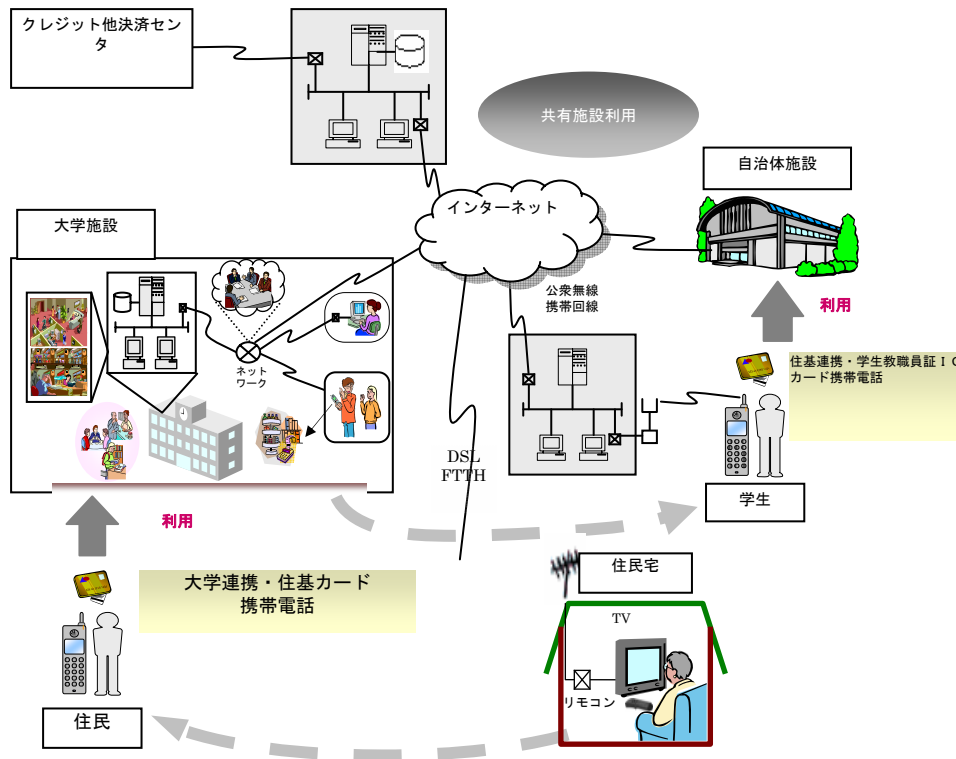 クレジット他決済セン
タ
共有施設利用
自治体施設
インターネット
大学施設
公衆無線
携帯回線
利用
ネット
ワーク
住基連携・学生教職員証ＩＣ
カード携帯電話
DSL
FTTH
学生
利用
大学連携・住基カード
携帯電話
住民宅
TV
リモコン
住民